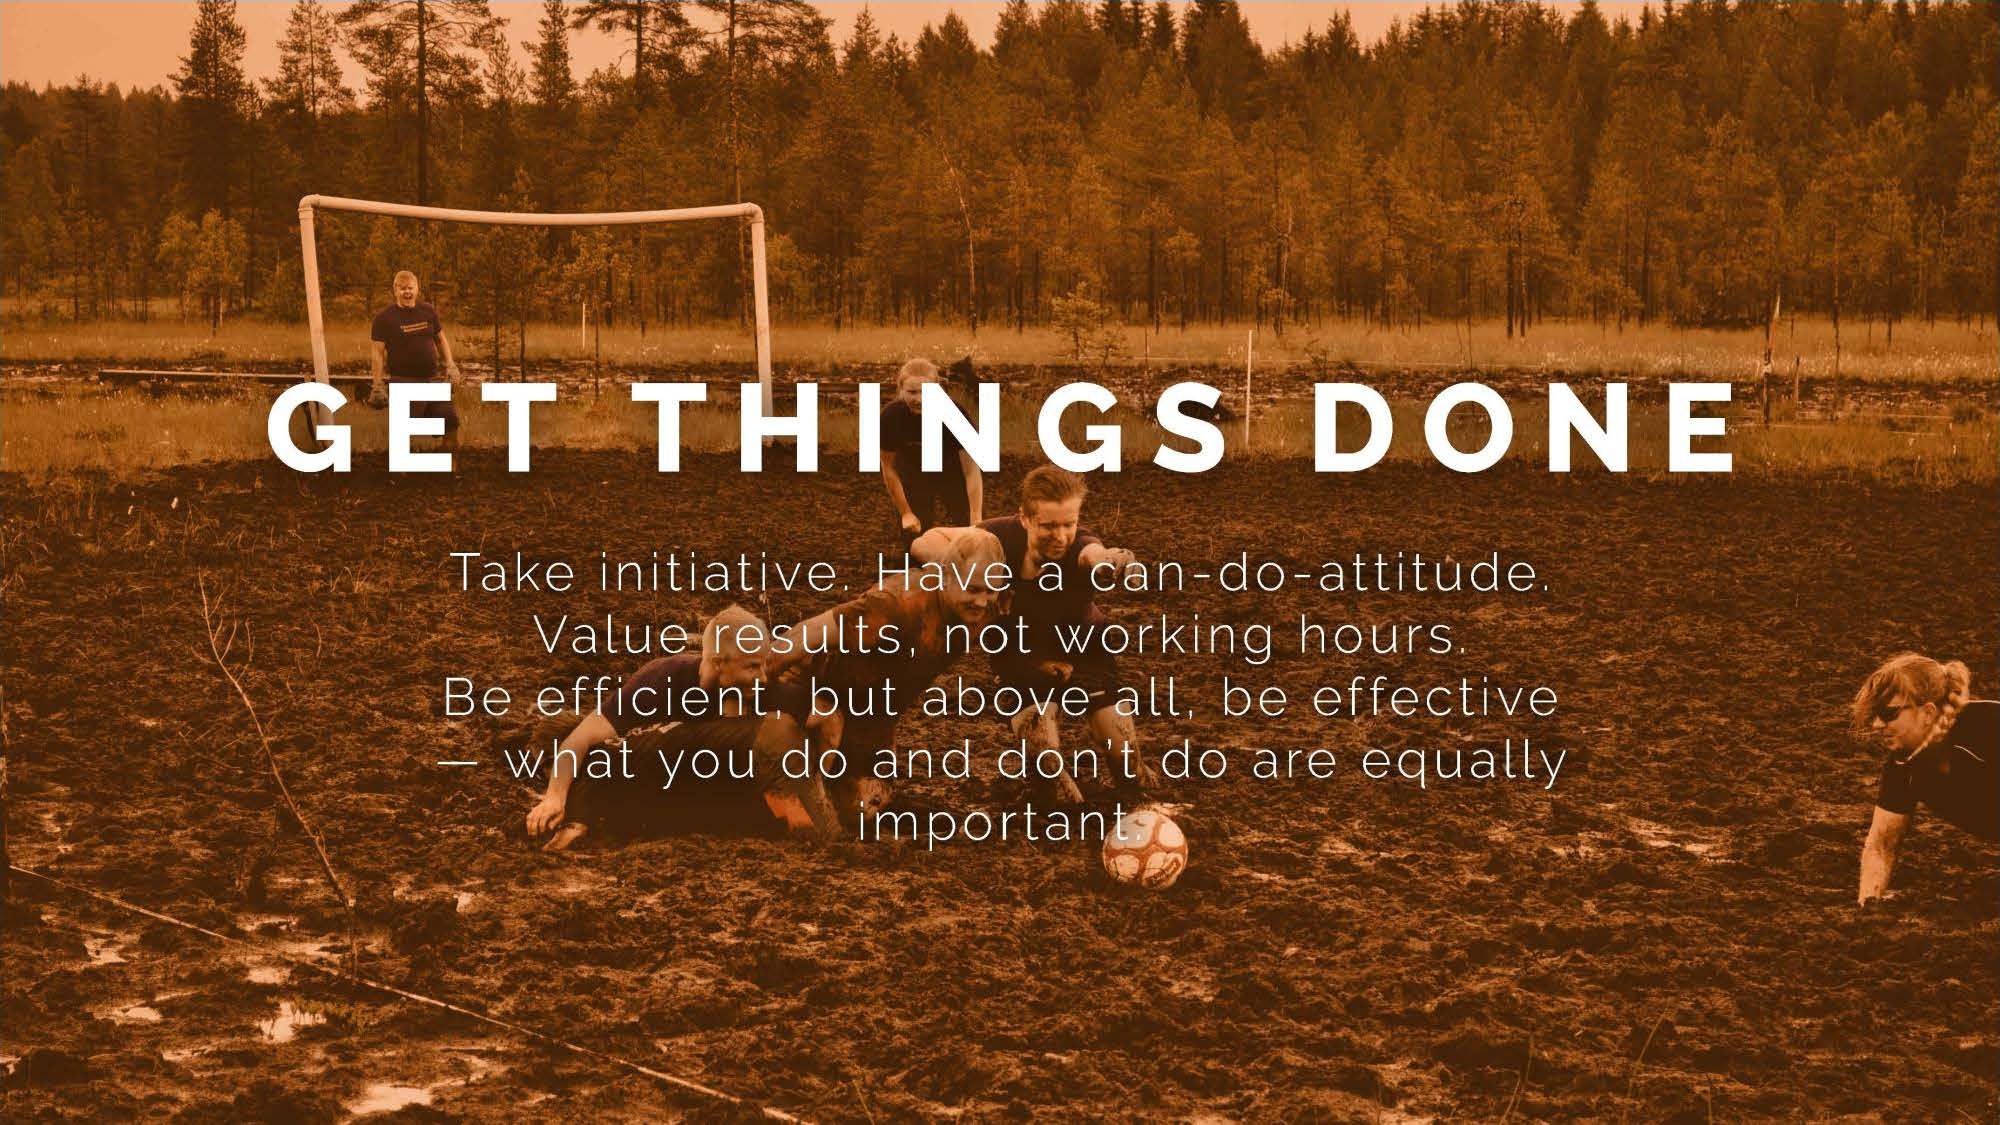 GET THINGS DONE
Take initiative. Have a can-do-attitude.
Value results, not working hours.
Be efficient, but above all, be effective
— what you do and don’t do are equally
important.